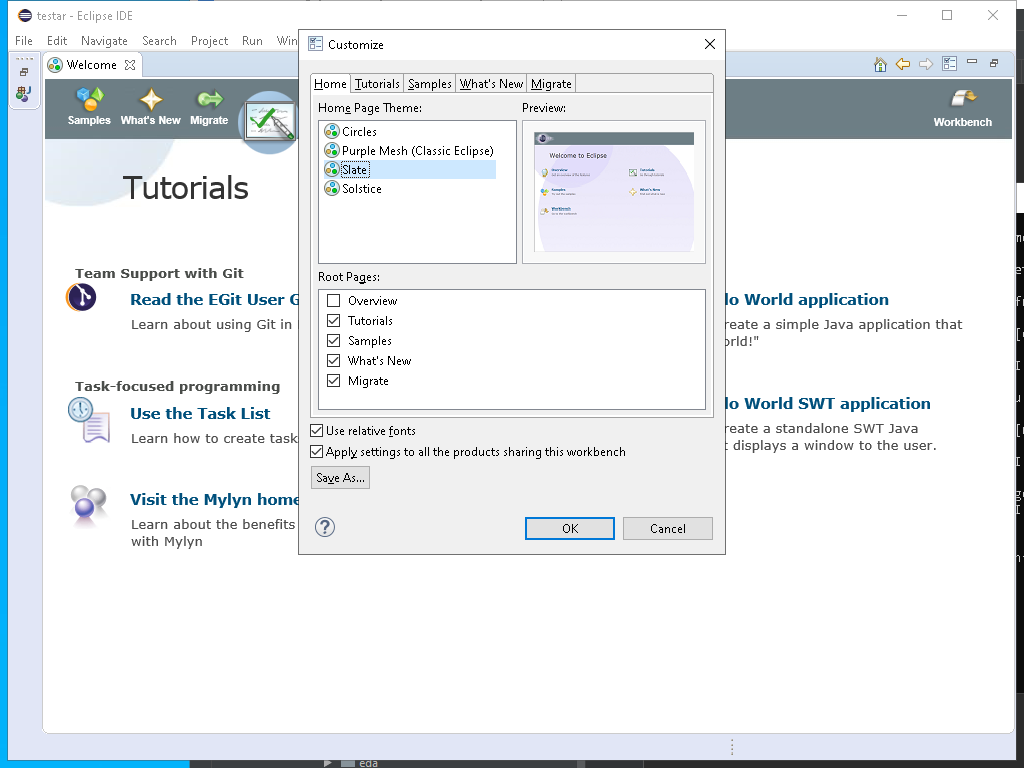 testar - Eclipse IDE
File Edit Navigate Search Project Run Win
Welcome
Samples What's New Migrate
Workbench
Tutorials
Team Support with Git
Read the EGit User G
Learn about using Git in
Task-focused programming
Use the Task List
Learn how to create task
Visit the Mylyn home
Learn about the benefits
with Mylyn
lo World application
reate a simple Java application that
orld!"
lo World SWT application
reate a standalone SWT Java
t displays a window to the user.
Customize
Home Tutorials Samples What's New Migrate
Home Page Theme:
Circles
Purple Mesh (Classic Eclipse)
Slate
Solstice
Preview:
Welcome to Eclipse
Overview
Tutorials
Samples
What's New
Workbench
Root Pages:
Overview
Tutorials
Samples
What's New
Migrate
Use relative fonts
Apply settings to all the products sharing this workbench
Save As...
OK Cancel
eda